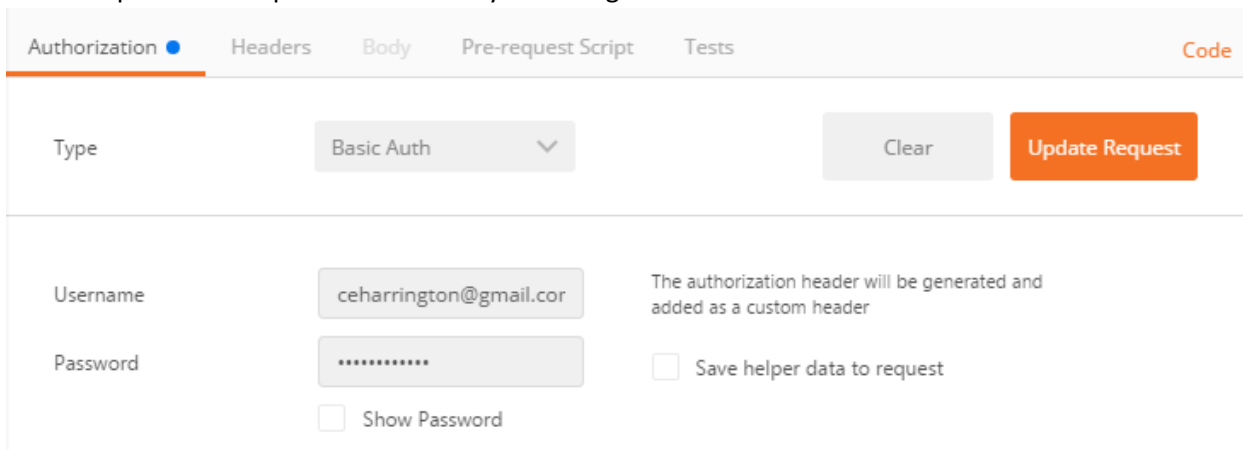 Authorization Headers Body Pre-request Script Tests Code
Type Basic Auth Clear Update Request
Username ceharrington@gmail.cor The authorization header will be generated and
added as a custom header
Password •••••••••••• Save helper data to request
Show Password